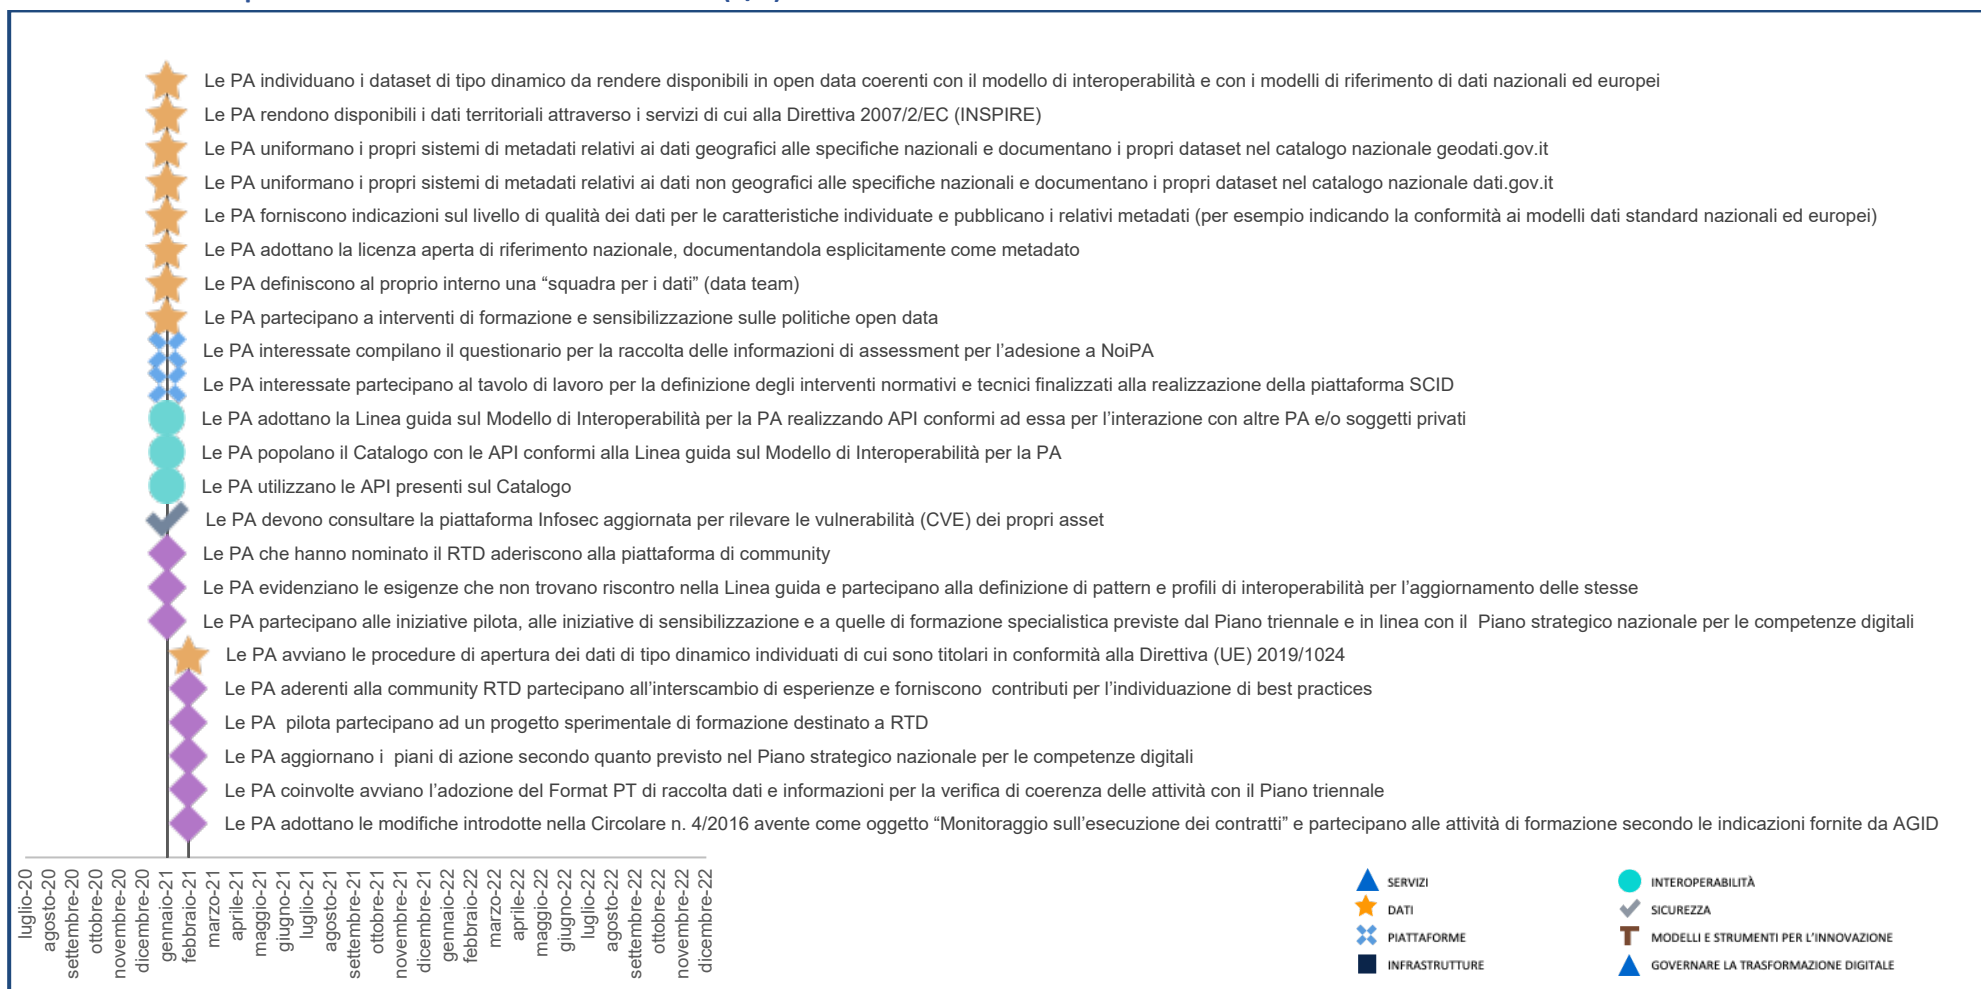 Le PA individuano i dataset di tipo dinamico da rendere disponibili in open data coerenti con il modello di interoperabilità e con i modelli di riferimento di dati nazionali ed europei
Le PA rendono disponibili i dati territoriali attraverso i servizi di cui alla Direttiva 2007/2/EC (INSPIRE)
Le PA uniformano i propri sistemi di metadati relativi ai dati geografici alle specifiche nazionali e documentano i propri dataset nel catalogo nazionale geodati.gov.it
Le PA uniformano i propri sistemi di metadati relativi ai dati non geografici alle specifiche nazionali e documentano i propri dataset nel catalogo nazionale dati.gov.it
Le PA forniscono indicazioni sul livello di qualità dei dati per le caratteristiche individuate e pubblicano i relativi metadati (per esempio indicando la conformità ai modelli dati standard nazionali ed europei)
Le PA adottano la licenza aperta di riferimento nazionale, documentandola esplicitamente come metadato
Le PA definiscono al proprio interno una “squadra per i dati” (data team)
Le PA partecipano a interventi di formazione e sensibilizzazione sulle politiche open data
Le PA interessate compilano il questionario per la raccolta delle informazioni di assessment per l’adesione a NoiPA
Le PA interessate partecipano al tavolo di lavoro per la definizione degli interventi normativi e tecnici finalizzati alla realizzazione della piattaforma SCID
Le PA adottano la Linea guida sul Modello di Interoperabilità per la PA realizzando API conformi ad essa per l’interazione con altre PA e/o soggetti privati
Le PA popolano il Catalogo con le API conformi alla Linea guida sul Modello di Interoperabilità per la PA
Le PA utilizzano le API presenti sul Catalogo
Le PA devono consultare la piattaforma Infosec aggiornata per rilevare le vulnerabilità (CVE) dei propri asset
Le PA che hanno nominato il RTD aderiscono alla piattaforma di community
Le PA evidenziano le esigenze che non trovano riscontro nella Linea guida e partecipano alla definizione di pattern e profili di interoperabilità per l’aggiornamento delle stesse
Le PA partecipano alle iniziative pilota, alle iniziative di sensibilizzazione e a quelle di formazione specialistica previste dal Piano triennale e in linea con il Piano strategico nazionale per le competenze digitali
Le PA avviano le procedure di apertura dei dati di tipo dinamico individuati di cui sono titolari in conformità alla Direttiva (UE) 2019/1024
Le PA aderenti alla community RTD partecipano all’interscambio di esperienze e forniscono contributi per l’individuazione di best practices
Le PA pilota partecipano ad un progetto sperimentale di formazione destinato a RTD
Le PA aggiornano i piani di azione secondo quanto previsto nel Piano strategico nazionale per le competenze digitali
Le PA coinvolte avviano l’adozione del Format PT di raccolta dati e informazioni per la verifica di coerenza delle attività con il Piano triennale
Le PA adottano le modifiche introdotte nella Circolare n. 4/2016 avente come oggetto “Monitoraggio sull’esecuzione dei contratti” e partecipano alle attività di formazione secondo le indicazioni fornite da AGID
luglio-20
agosto-20
settembre-20
ottobre-20
novembre-20
dicembre-20
gennaio-21
febbraio-21
marzo-21
aprile-21
maggio-21
giugno-21
luglio-21
agosto-21
settembre-21
ottobre-21
novembre-21
dicembre-21
gennaio-22
febbraio-22
marzo-22
aprile-22
maggio-22
giugno-22
luglio-22
agosto-22
settembre-22
ottobre-22
novembre-22
dicembre-22
SERVIZI
DATI
PIATTAFORME
INFRASTRUTTURE
INTEROPERABILITÀ
SICUREZZA
MODELLI E STRUMENTI PER L’INNOVAZIONE
GOVERNARE LA TRASFORMAZIONE DIGITALE